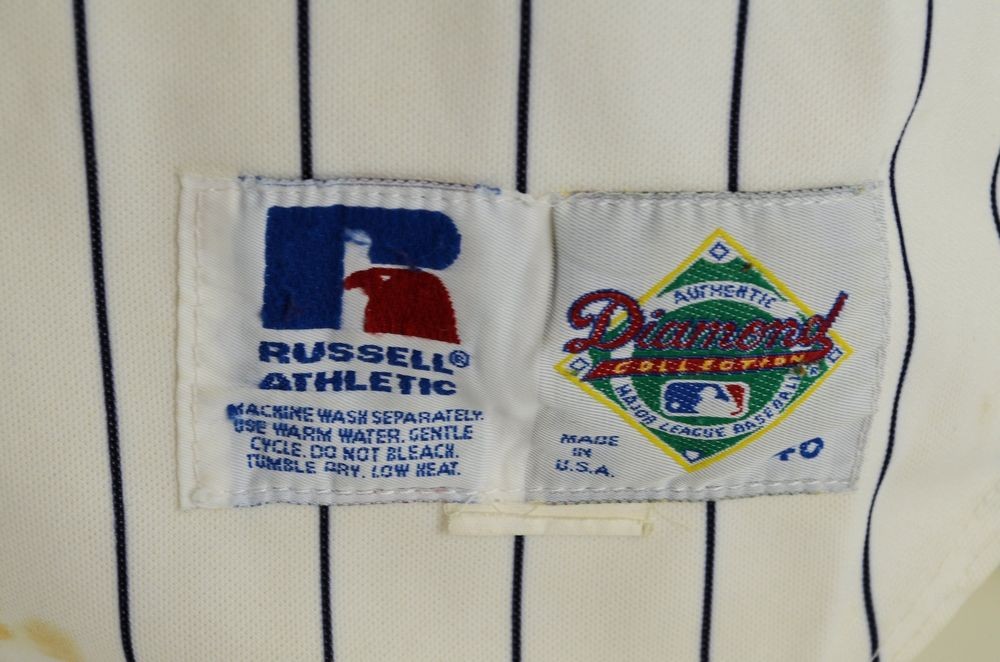 RUSSELL®
ATHLETIC
MACHINE WASH SEPARATELY.
USE WARM WATER. GENTLE
CYCLE. DO NOT BLEACH.
TUMBLE DRY. LOW HEAT.
AUTHENTIC
Diamond
COLLECTION
MAJOR LEAGUE BASEBALL
MADE
IN
U.S.A.